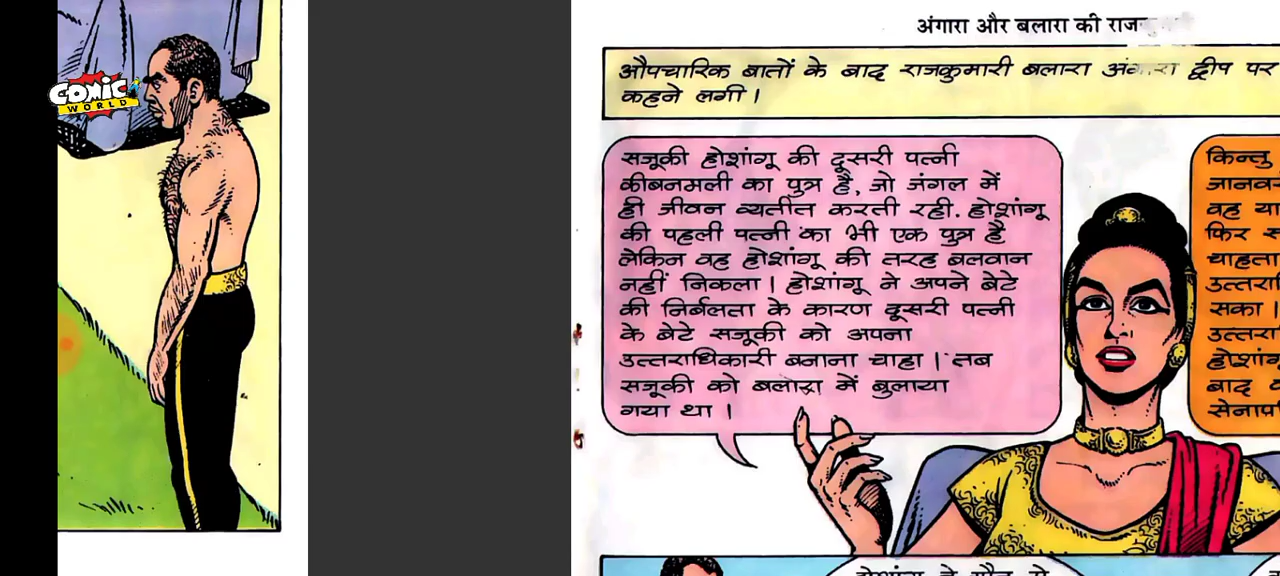 COMIC
WORLD
अंगारा और बलारा की
औपचारिक बातों के बाद राजकुमारी बलारा अंगारा द्वीप पर
कहने लगी।
सजूकी होशांगू की दूसरी पत्नी
कीबनमली का पुत्र है, जो जंगल में
ही जीवन व्यतीत करती रही. होशांगू
की पहली पत्नी का भी एक पुत्र है
लेकिन वह होशांगू की तरह बलवान
नहीं निकला। होशांगू ने अपने बेटे
की निर्बलता के कारण दूसरी पत्नी
के बेटे सजूकी को अपना
उत्तराधिकारी बनाना चाहा। तब
सजूकी को बलारा में बुलाया
गया था।
किन्तु
वह
फिर
चाहता
सका।
बाद